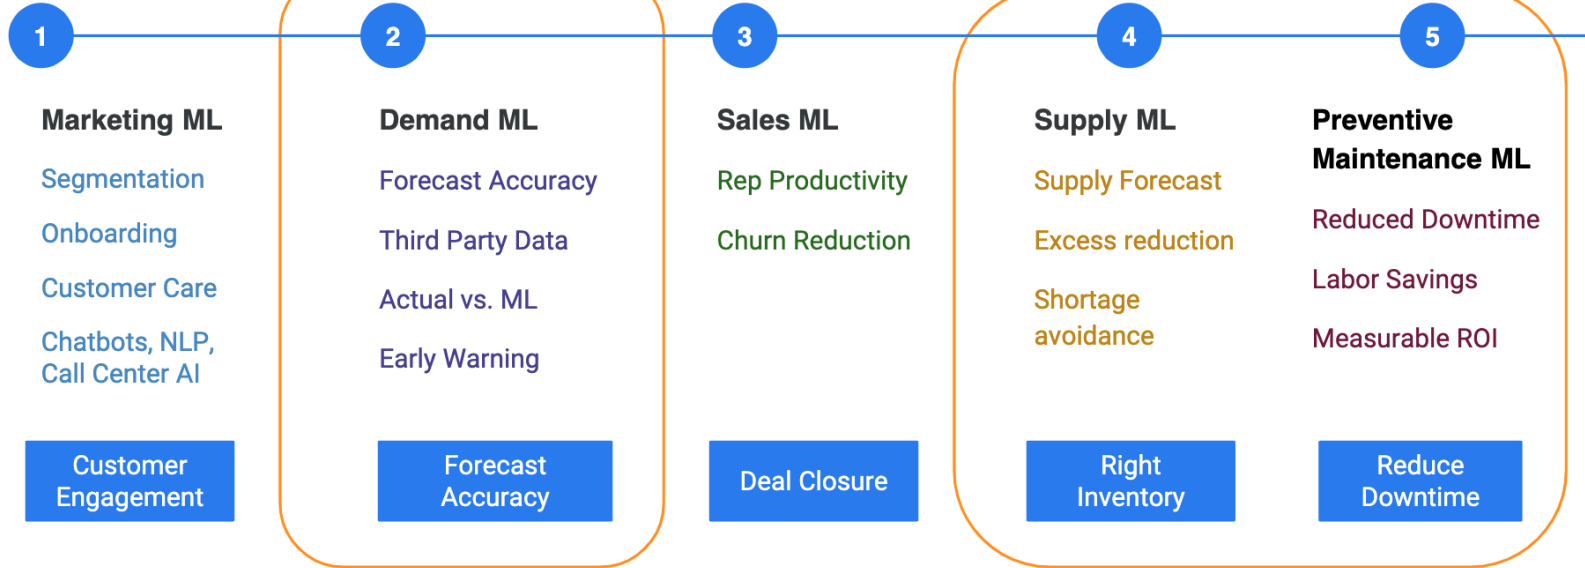 1
2
3
4
5
Marketing ML
Segmentation
Onboarding
Customer Care
Chatbots, NLP,
Call Center AI
Customer
Engagement
Demand ML
Forecast Accuracy
Third Party Data
Actual vs. ML
Early Warning
Forecast
Accuracy
Sales ML
Rep Productivity
Churn Reduction
Deal Closure
Supply ML
Supply Forecast
Excess reduction
Shortage
avoidance
Right
Inventory
Preventive
Maintenance ML
Reduced Downtime
Labor Savings
Measurable ROI
Reduce
Downtime